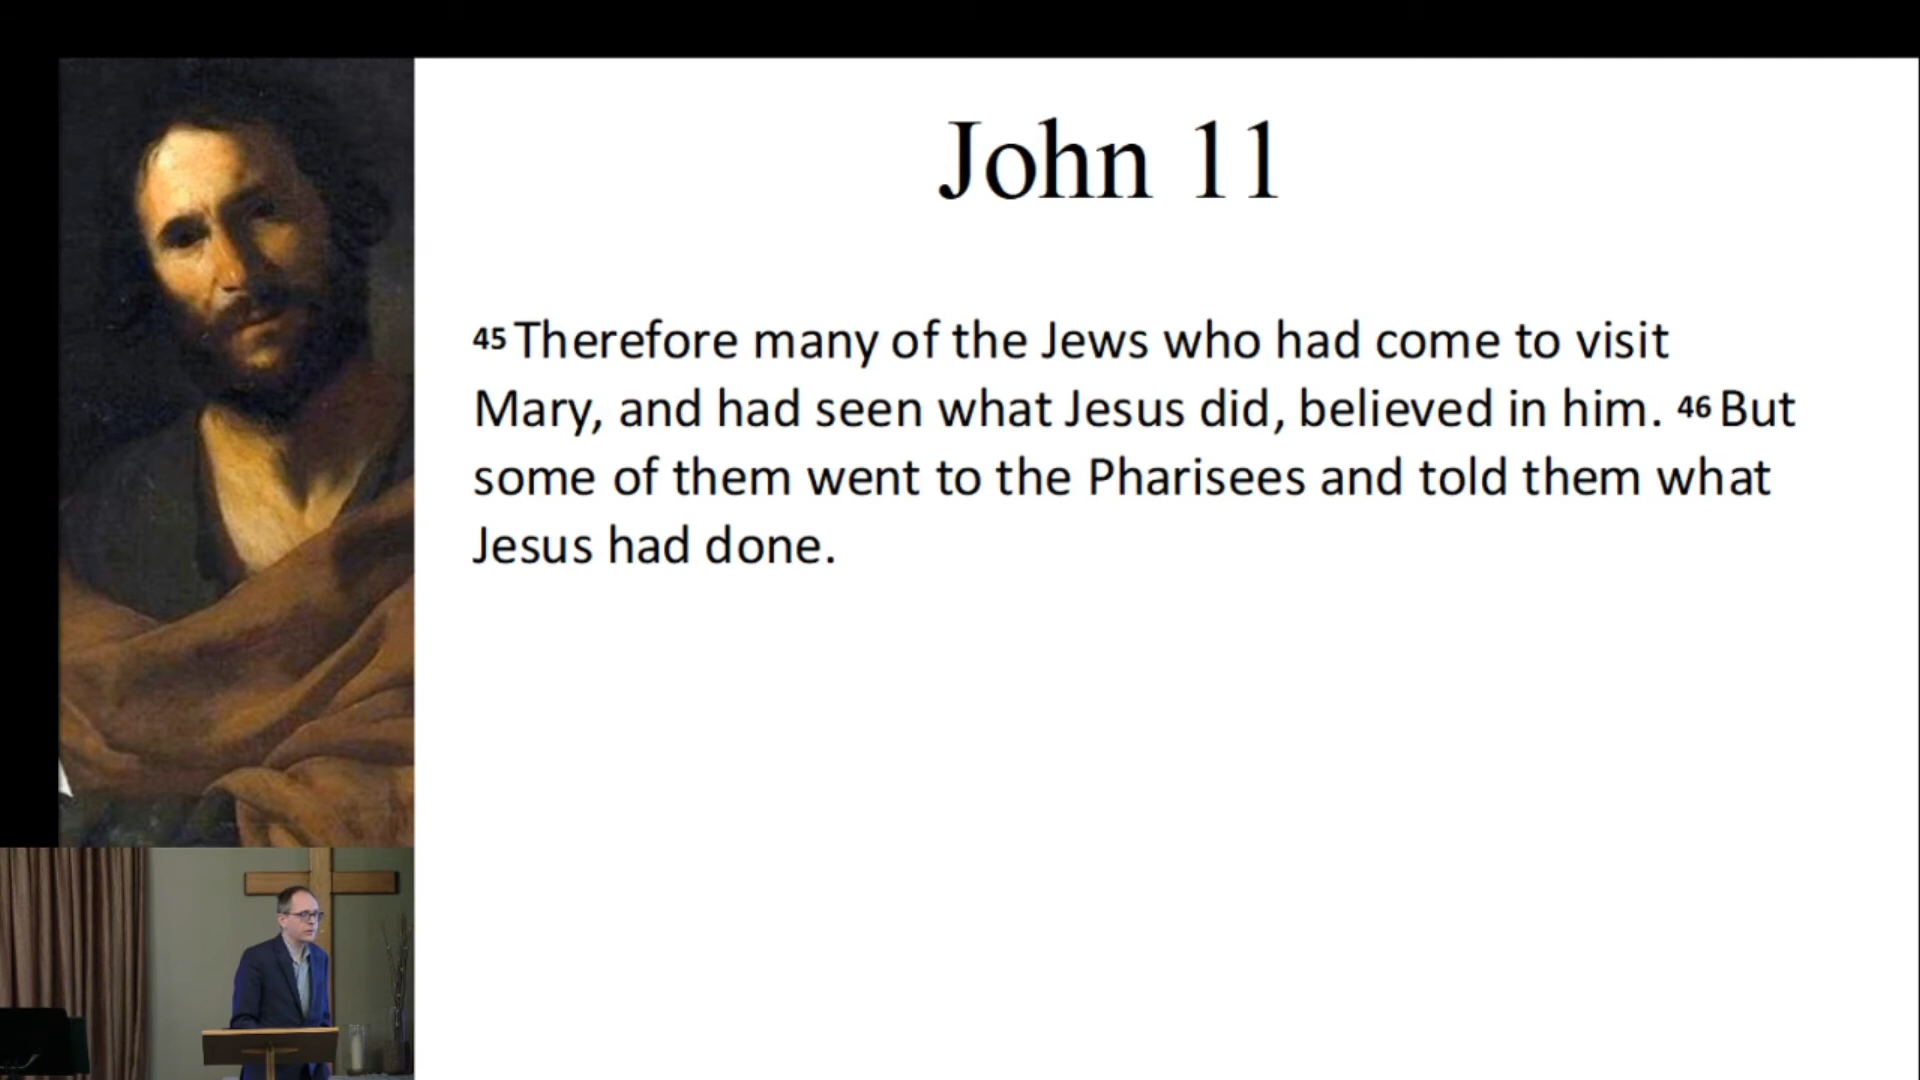 John 11
45 Therefore many of the Jews who had come to visit
Mary, and had seen what Jesus did, believed in him. 46 But
some of them went to the Pharisees and told them what
Jesus had done.